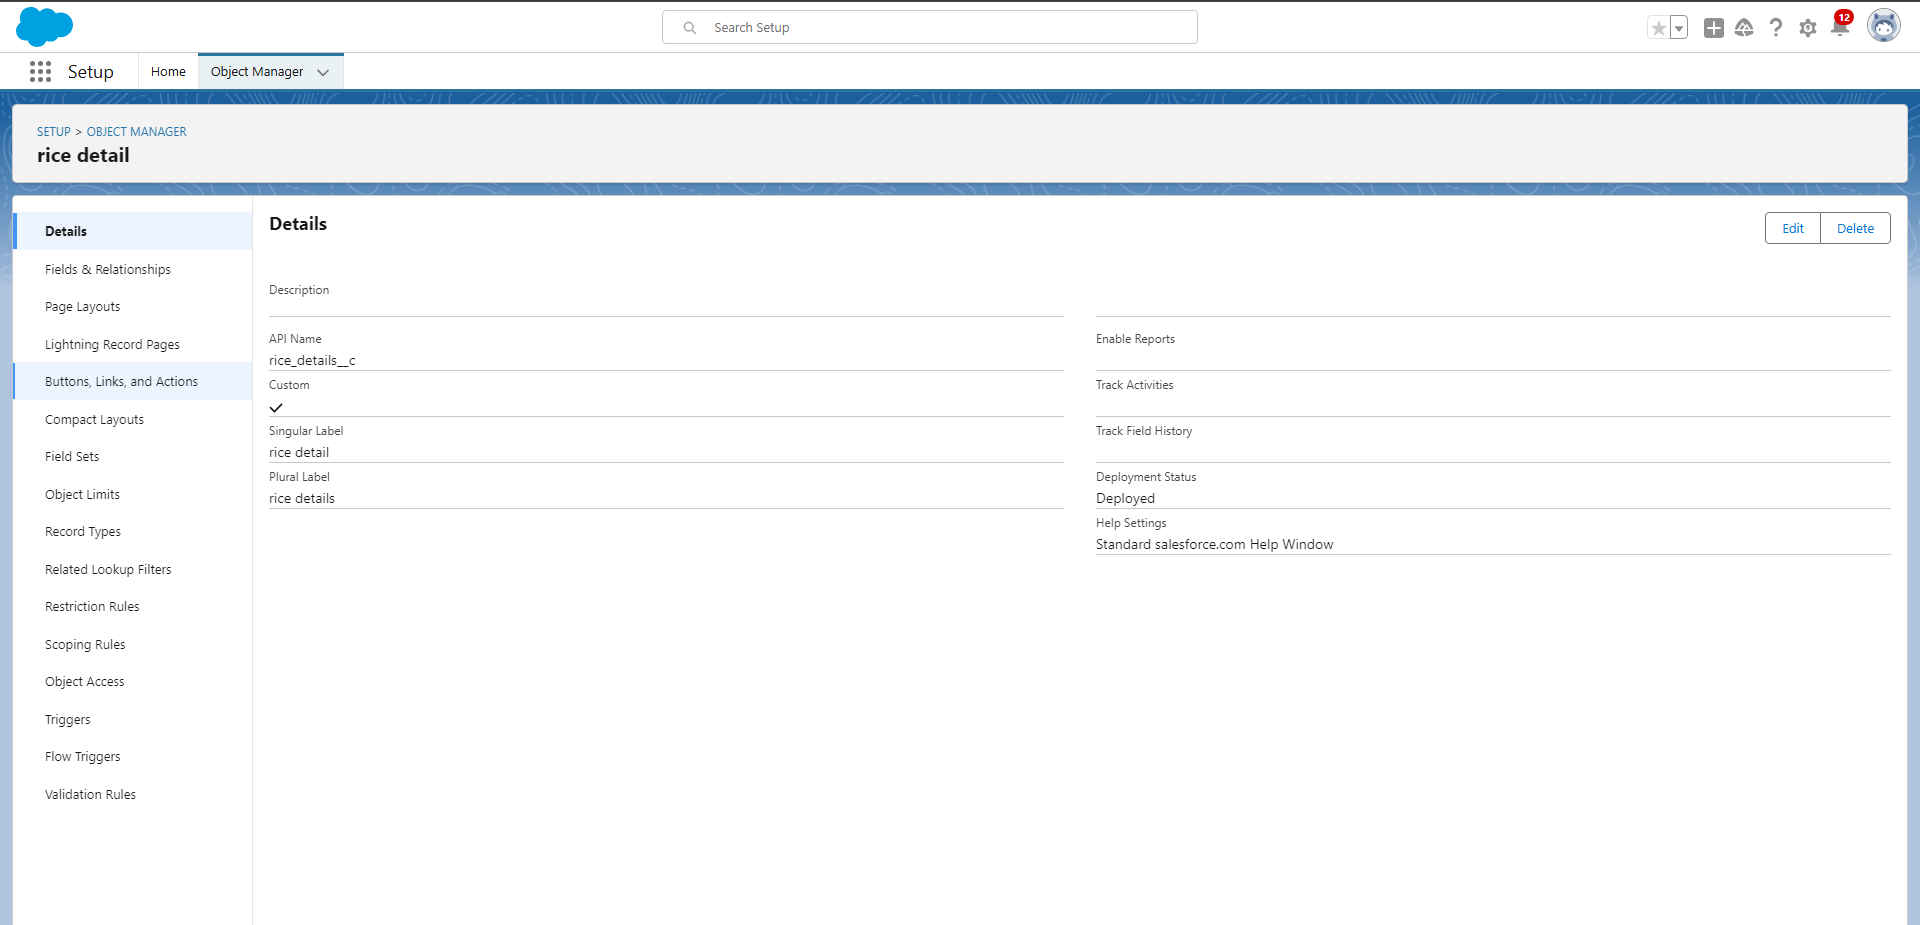 Search Setup
12
Setup
Home
Object Manager
SETUP > OBJECT MANAGER
rice detail
Details
Fields & Relationships
Page Layouts
Lightning Record Pages
Buttons, Links, and Actions
Compact Layouts
Field Sets
Object Limits
Record Types
Related Lookup Filters
Restriction Rules
Scoping Rules
Object Access
Triggers
Flow Triggers
Validation Rules
Details
Edit
Delete
Description
API Name
rice_details__c
Custom
Singular Label
rice detail
Plural Label
rice details
Enable Reports
Track Activities
Track Field History
Deployment Status
Deployed
Help Settings
Standard salesforce.com Help Window